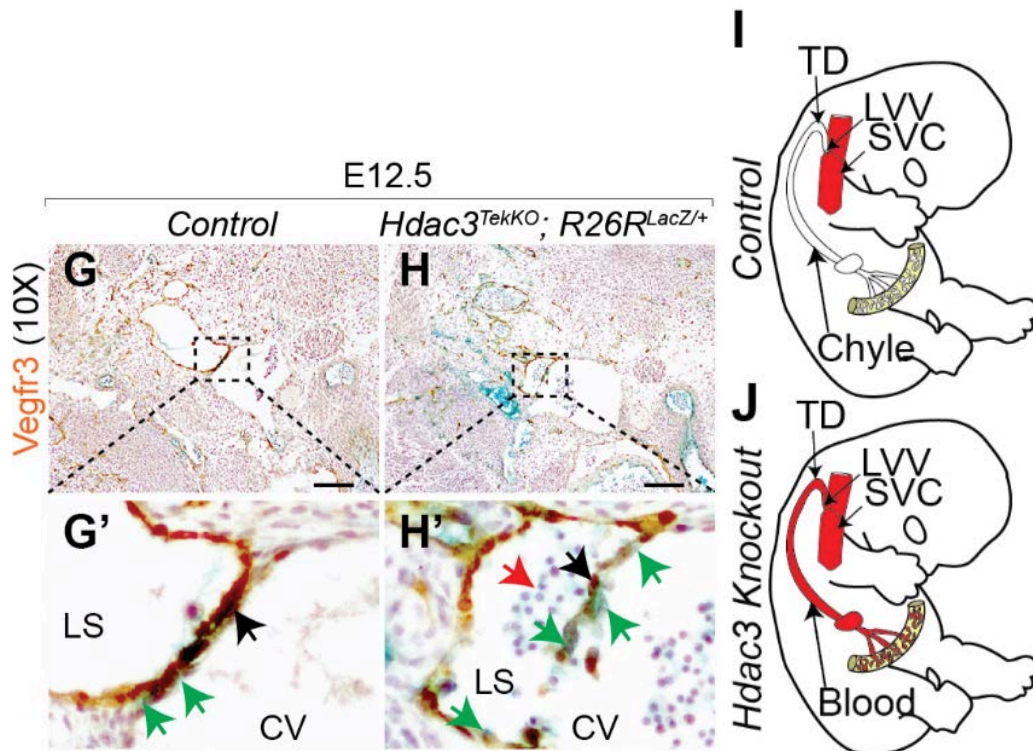 E12.5
Control Hdac3TekKO; R26RLacZ/+
Vegfr3 (10X)
G H
G' H'
LS CV
LS CV
I
Control
TD
LVV
SVC
Chyle
J
Hdac3 Knockout
TD
LVV
SVC
Blood